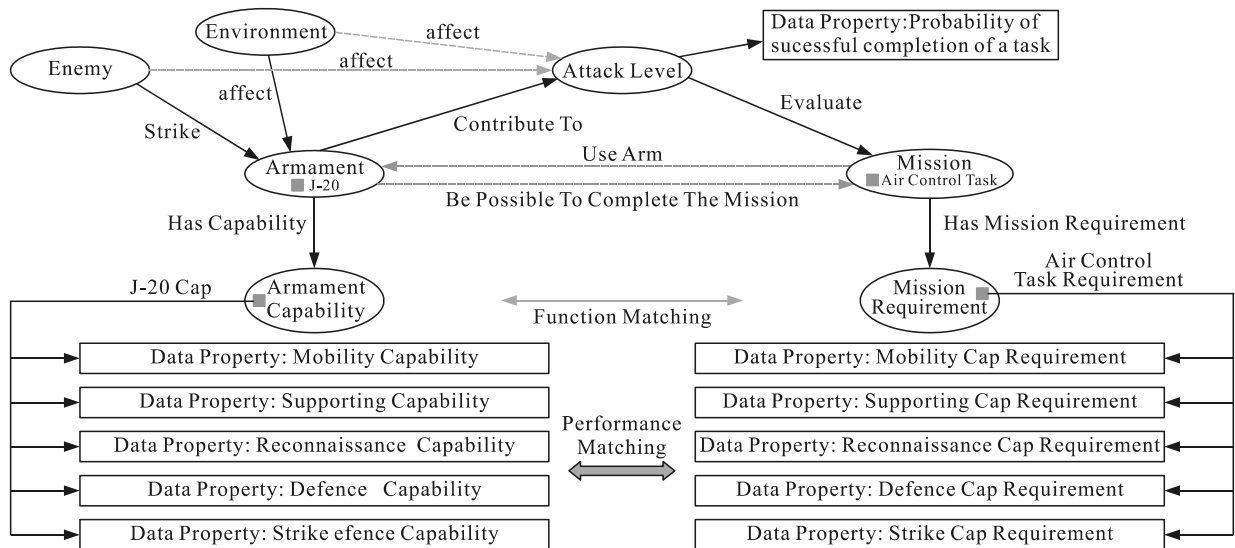 Environment
affect
Data Property:Probability of
sucessful completion of a task
Enemy
affect
Attack Level
affect
Strike
Contribute To
Evaluate
Armament
J-20
Use Arm
Mission
Air Control Task
Be Possible To Complete The Mission
Has Capability
Has Mission Requirement
J-20 Cap
Armament
Capability
Function Matching
Mission
Requirement
Air Control
Task Requirement
Data Property: Mobility Capability
Data Property: Mobility Cap Requirement
Data Property: Supporting Capability
Data Property: Supporting Cap Requirement
Performance
Matching
Data Property: Reconnaissance Capability
Data Property: Reconnaissance Cap Requirement
Data Property: Defence Capability
Data Property: Defence Cap Requirement
Data Property: Strike efence Capability
Data Property: Strike Cap Requirement